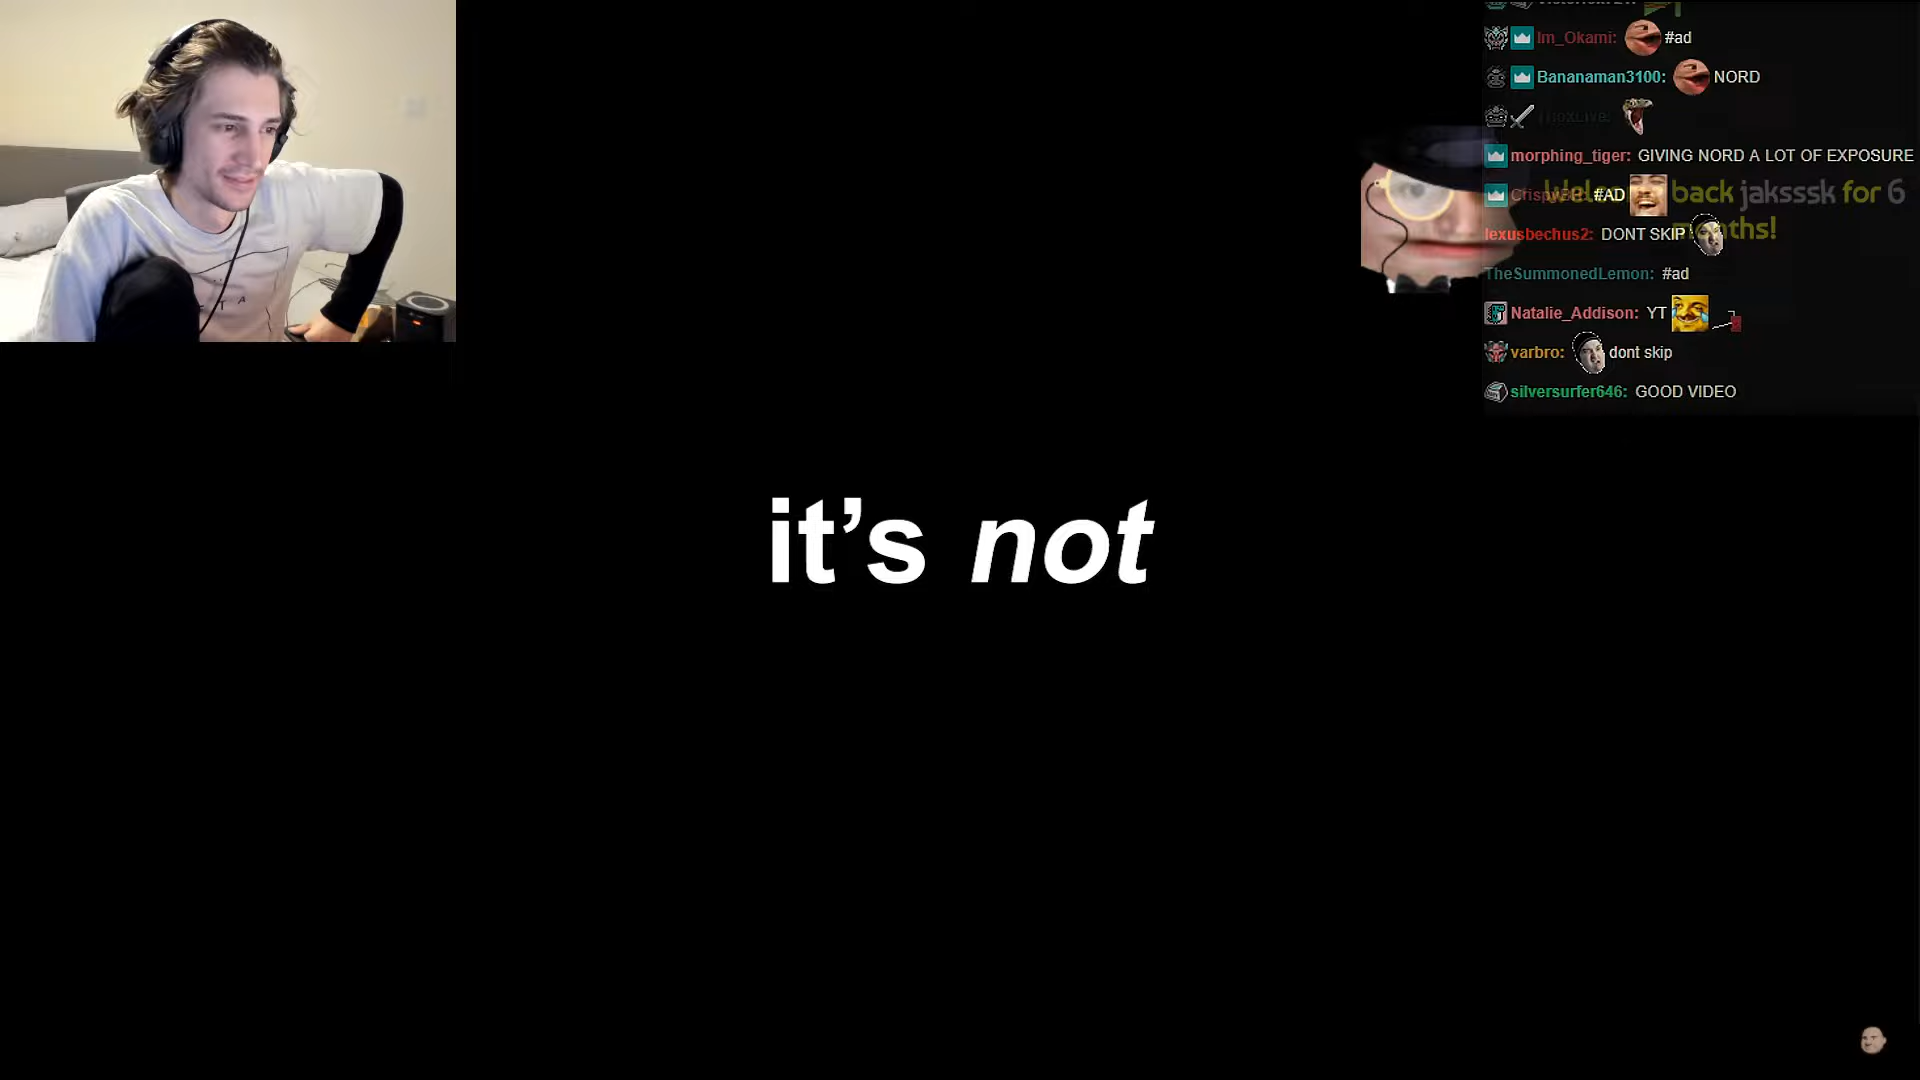 Im_Okami: #ad
Bananaman3100: NORD
morphing_tiger: GIVING NORD A LOT OF EXPOSURE
#AD
back jaksssk for 6
lexusbechus2: DONT SKIP
TheSummonedLemon: #ad
Natalie_Addison: YT
varbro: dont skip
silversurfer646: GOOD VIDEO
it’s not